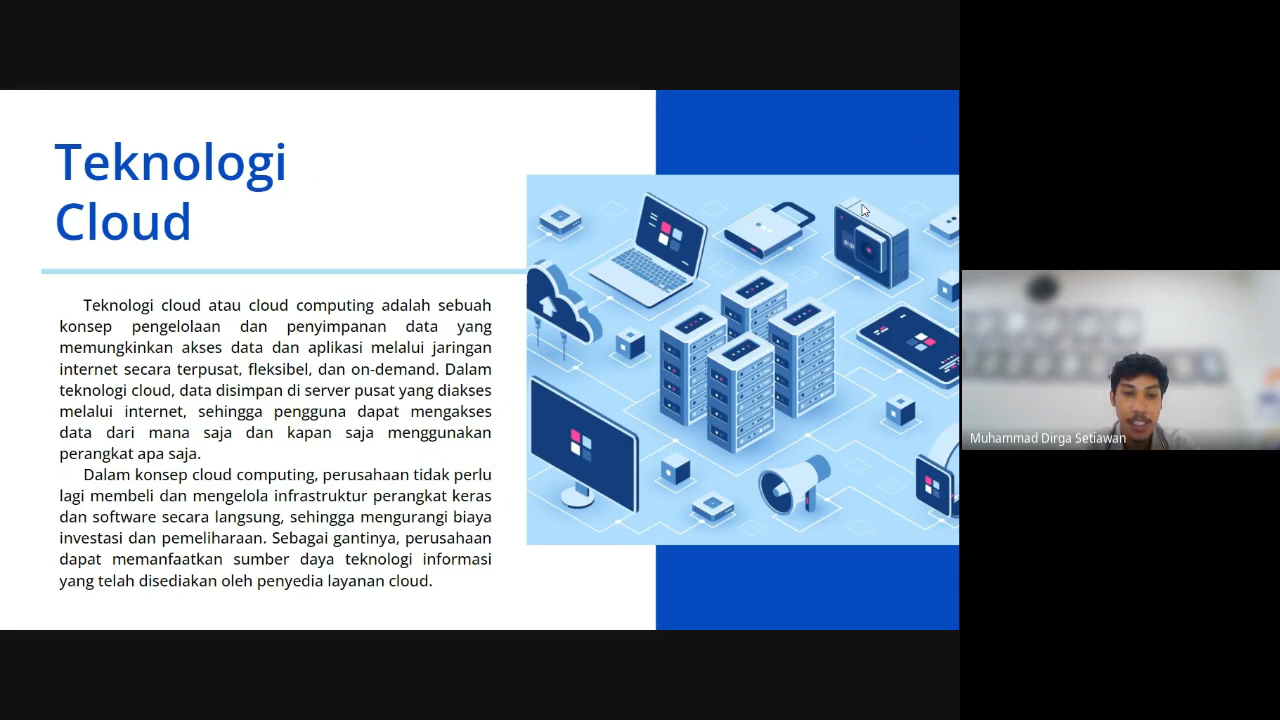 Teknologi
Cloud
Teknologi cloud atau cloud computing adalah sebuah
konsep pengelolaan dan penyimpanan data yang
memungkinkan akses data dan aplikasi melalui jaringan
internet secara terpusat, fleksibel, dan on-demand. Dalam
teknologi cloud, data disimpan di server pusat yang diakses
melalui internet, sehingga pengguna dapat mengakses
data dari mana saja dan kapan saja menggunakan
perangkat apa saja.
Dalam konsep cloud computing, perusahaan tidak perlu
lagi membeli dan mengelola infrastruktur perangkat keras
dan software secara langsung, sehingga mengurangi biaya
investasi dan pemeliharaan. Sebagai gantinya, perusahaan
dapat memanfaatkan sumber daya teknologi informasi
yang telah disediakan oleh penyedia layanan cloud.
Muhammad Dirga Setiawan